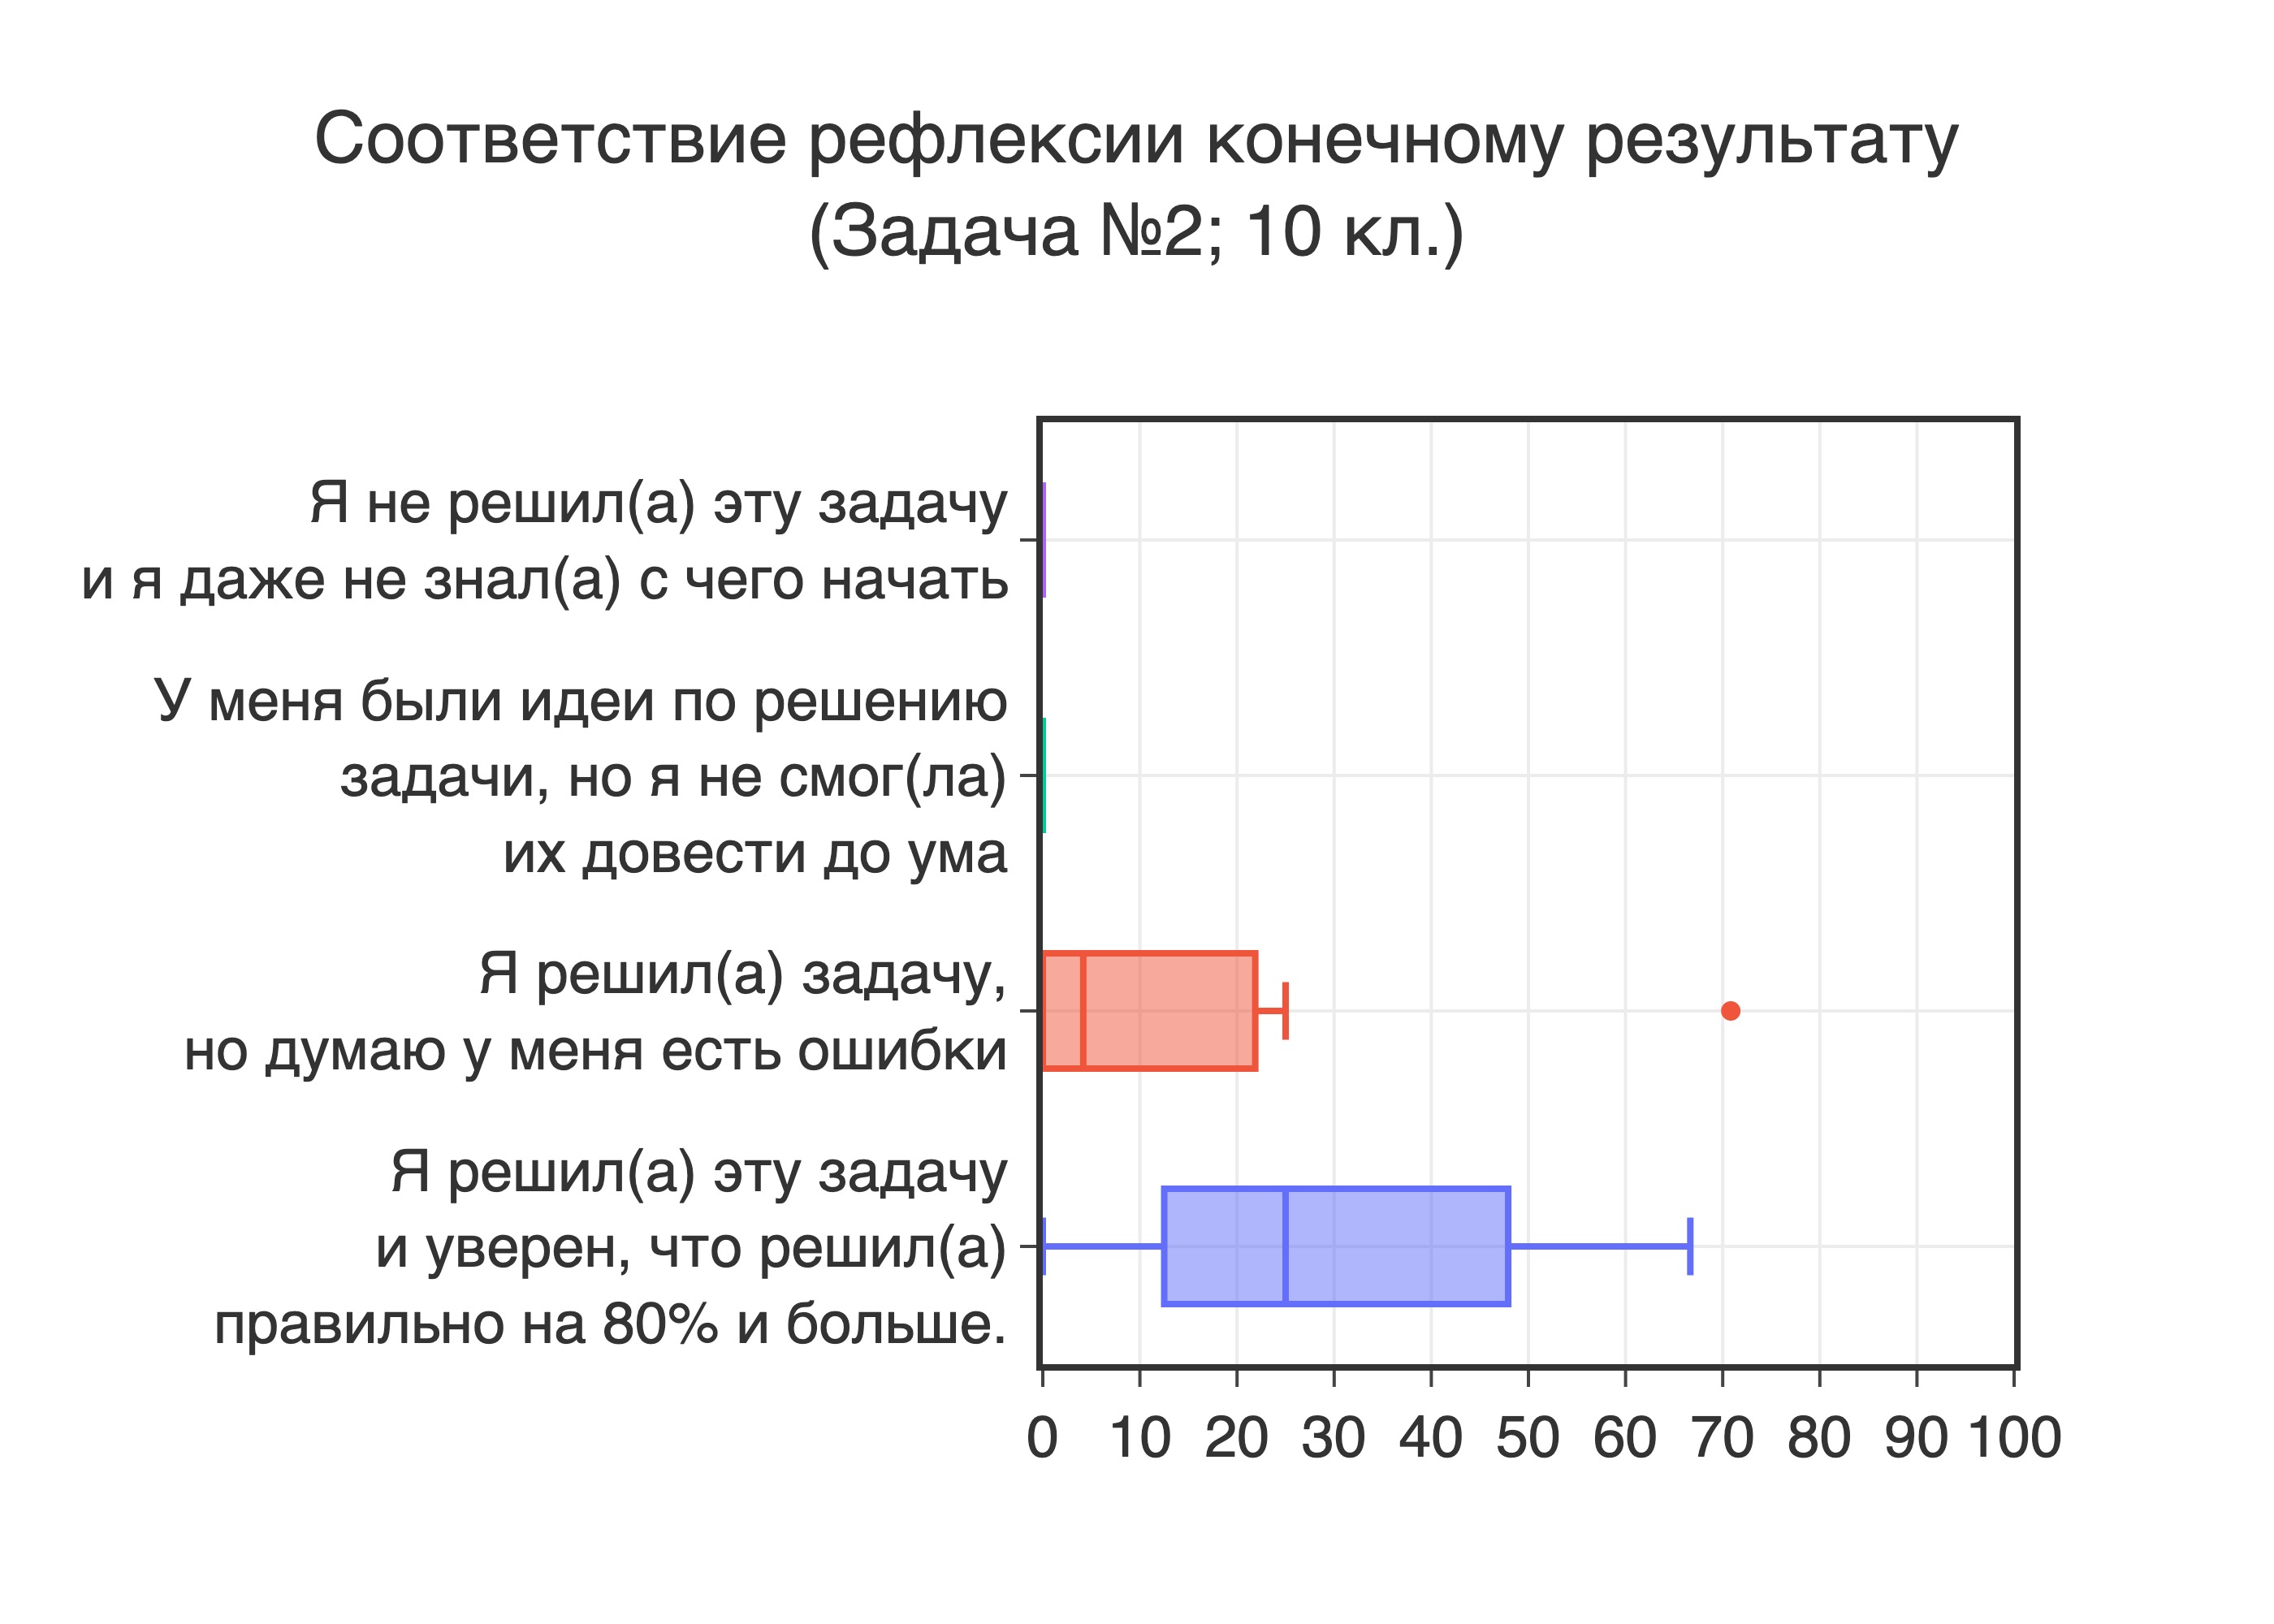 Соответствие рефлексии конечному результату
(Задача №2; 10 кл.)
Я не решил(а) эту задачу
и я даже не знал(а) с чего начать
У меня были идеи по решению
задачи, но я не смог(ла)
их довести до ума
Я решил(а) задачу,
но думаю у меня есть ошибки
Я решил(а) эту задачу
и уверен, что решил(а)
правильно на 80% и больше.
0 10 20 30 40 50 60 70 80 90 100